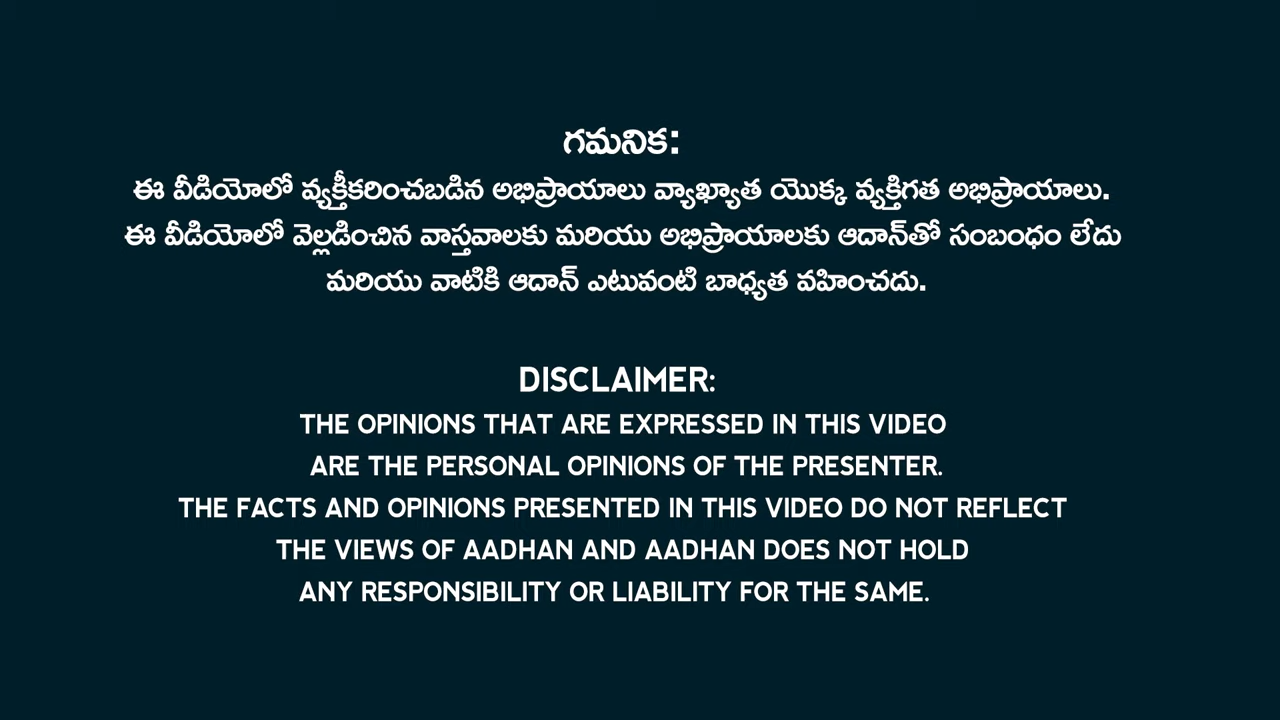 గమనిక:
ఈ వీడియోలో వ్యక్తీకరించబడిన అభిప్రాయాలు వ్యాఖ్యాత యొక్క వ్యక్తిగత అభిప్రాయాలు.
ఈ వీడియోలో వెల్లడించిన వాస్తవాలకు మరియు అభిప్రాయాలకు ఆదాన్‌తో సంబంధం లేదు
మరియు వాటికి ఆదాన్ ఎటువంటి బాధ్యత వహించదు.
DISCLAIMER:
THE OPINIONS THAT ARE EXPRESSED IN THIS VIDEO
ARE THE PERSONAL OPINIONS OF THE PRESENTER.
THE FACTS AND OPINIONS PRESENTED IN THIS VIDEO DO NOT REFLECT
THE VIEWS OF AADHAN AND AADHAN DOES NOT HOLD
ANY RESPONSIBILITY OR LIABILITY FOR THE SAME.